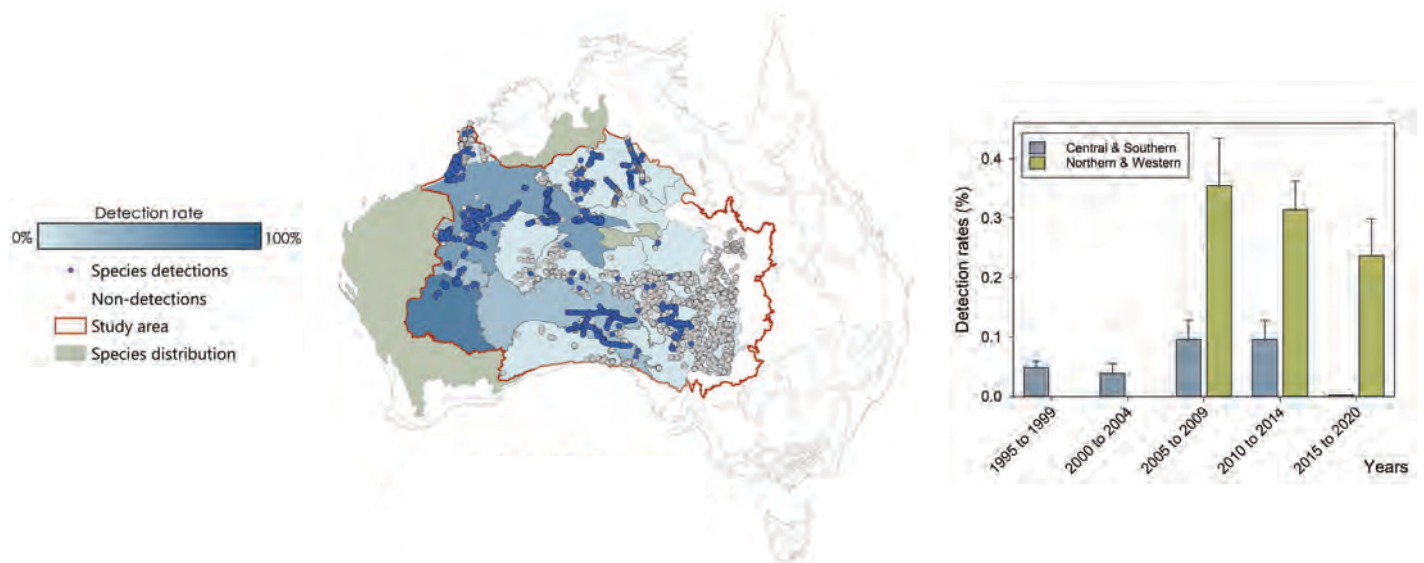 Detection rate
0% 100%
Species detections
Non-detections
Study area
Species distribution
Central & Southern
Northern & Western
Detection rates (%)
0.4
0.3
0.2
0.1
0.0
1995 to 1999
2000 to 2004
2005 to 2009
2010 to 2014
2015 to 2020
Years